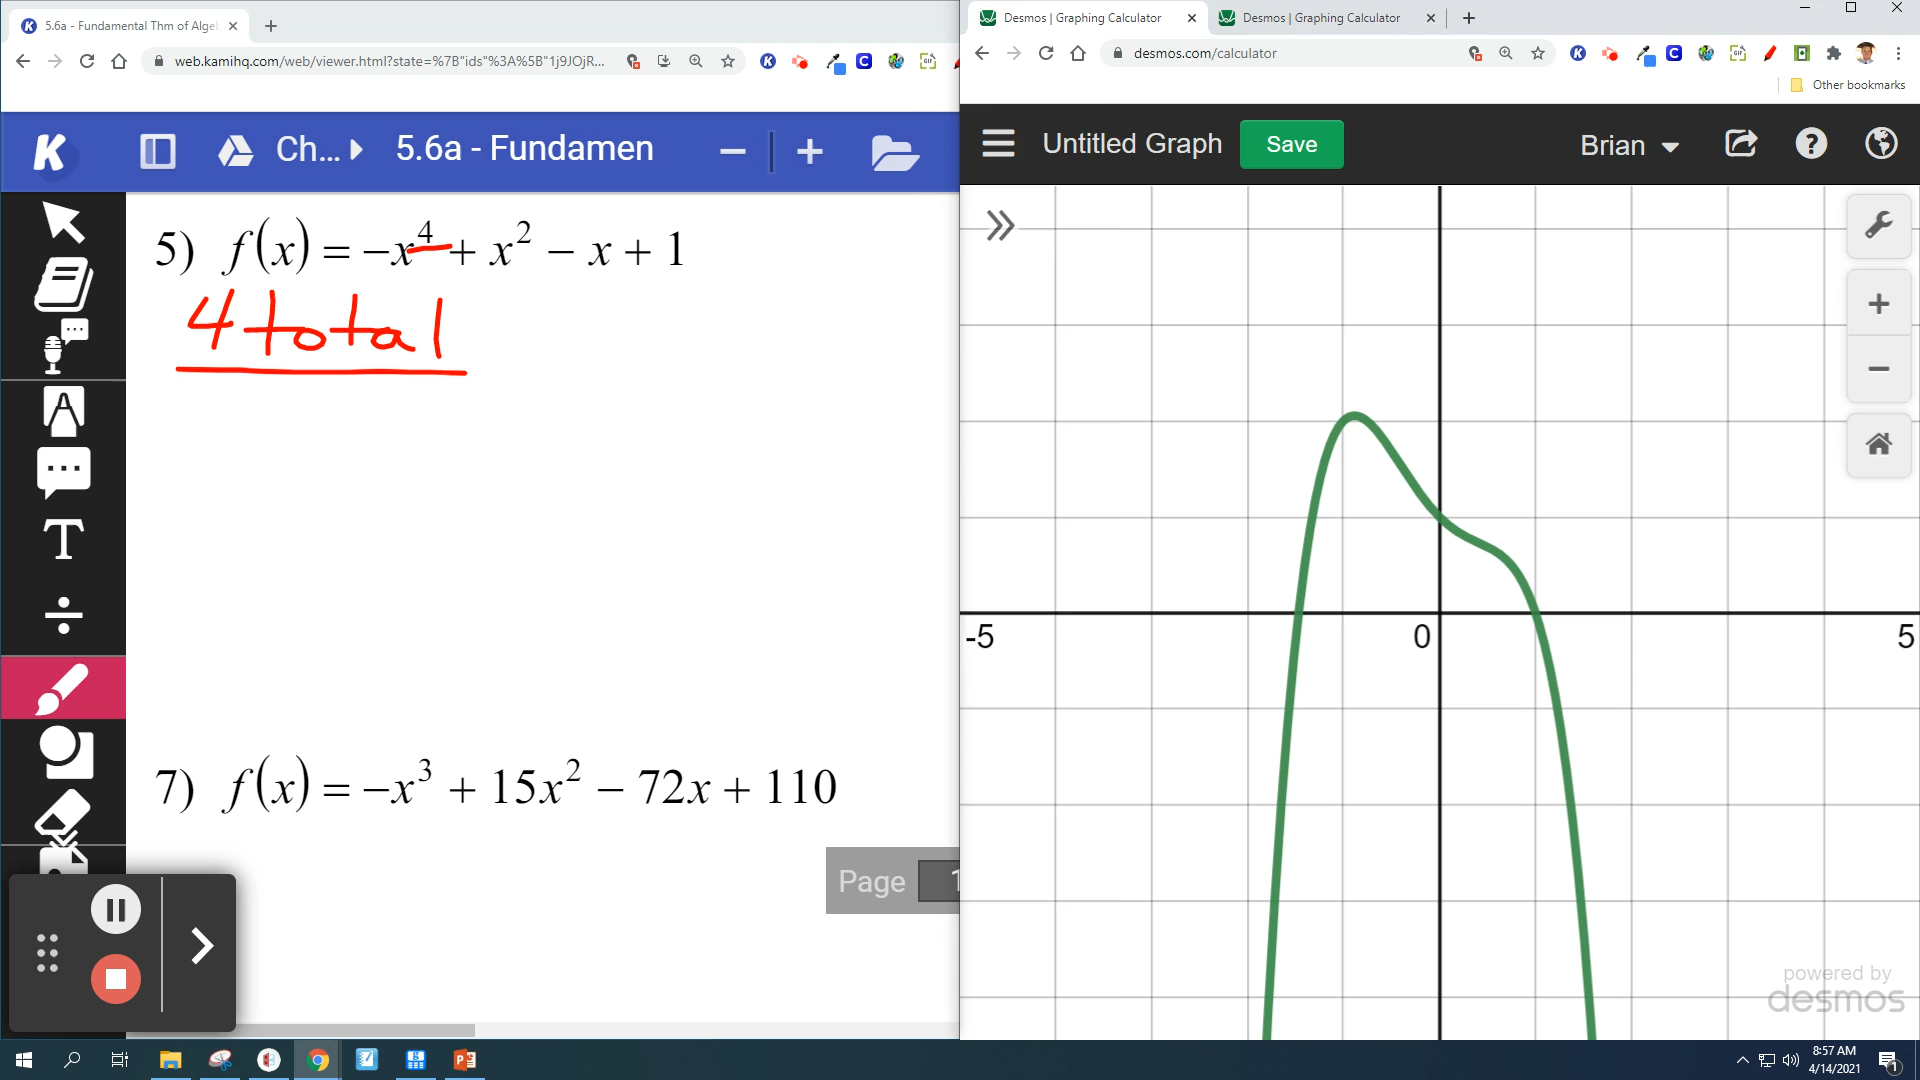 5.6a - Fundamental Thm of Alge
web.kamihq.com/web/viewer.html?state=%7B"ids"%3A%5B"1j9JOjR...
Desmos | Graphing Calculator
Desmos | Graphing Calculator
desmos.com/calculator
Other bookmarks
K
Ch...
5.6a - Fundamen
Untitled Graph
Save
Brian
5) f(x) = −x⁴ + x² − x + 1
4 total
7) f(x) = −x³ + 15x² − 72x + 110
Page 1
-5
0
5
powered by
desmos
8:57 AM
4/14/2021
1